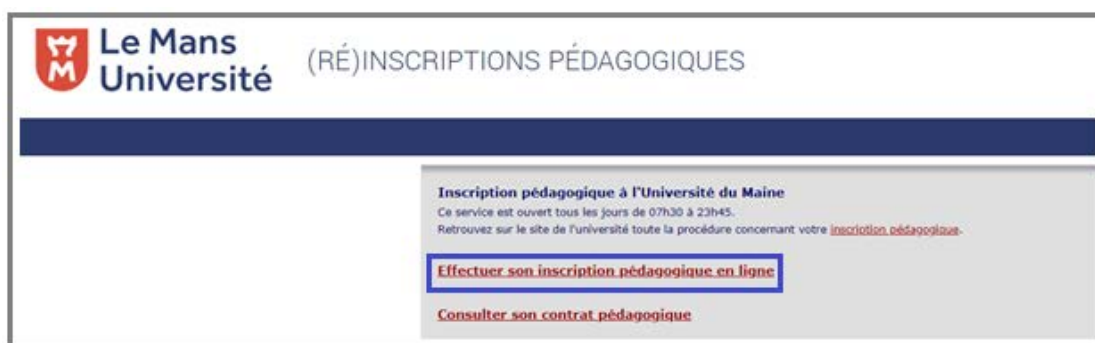 Le Mans
Université
(RÉ)INSCRIPTIONS PÉDAGOGIQUES
Inscription pédagogique à l'Université du Maine
Ce service est ouvert tous les jours de 07h30 à 23h45.
Retrouvez sur le site de l'université toute la procédure concernant votre inscription pédagogique.
Effectuer son inscription pédagogique en ligne
Consulter son contrat pédagogique